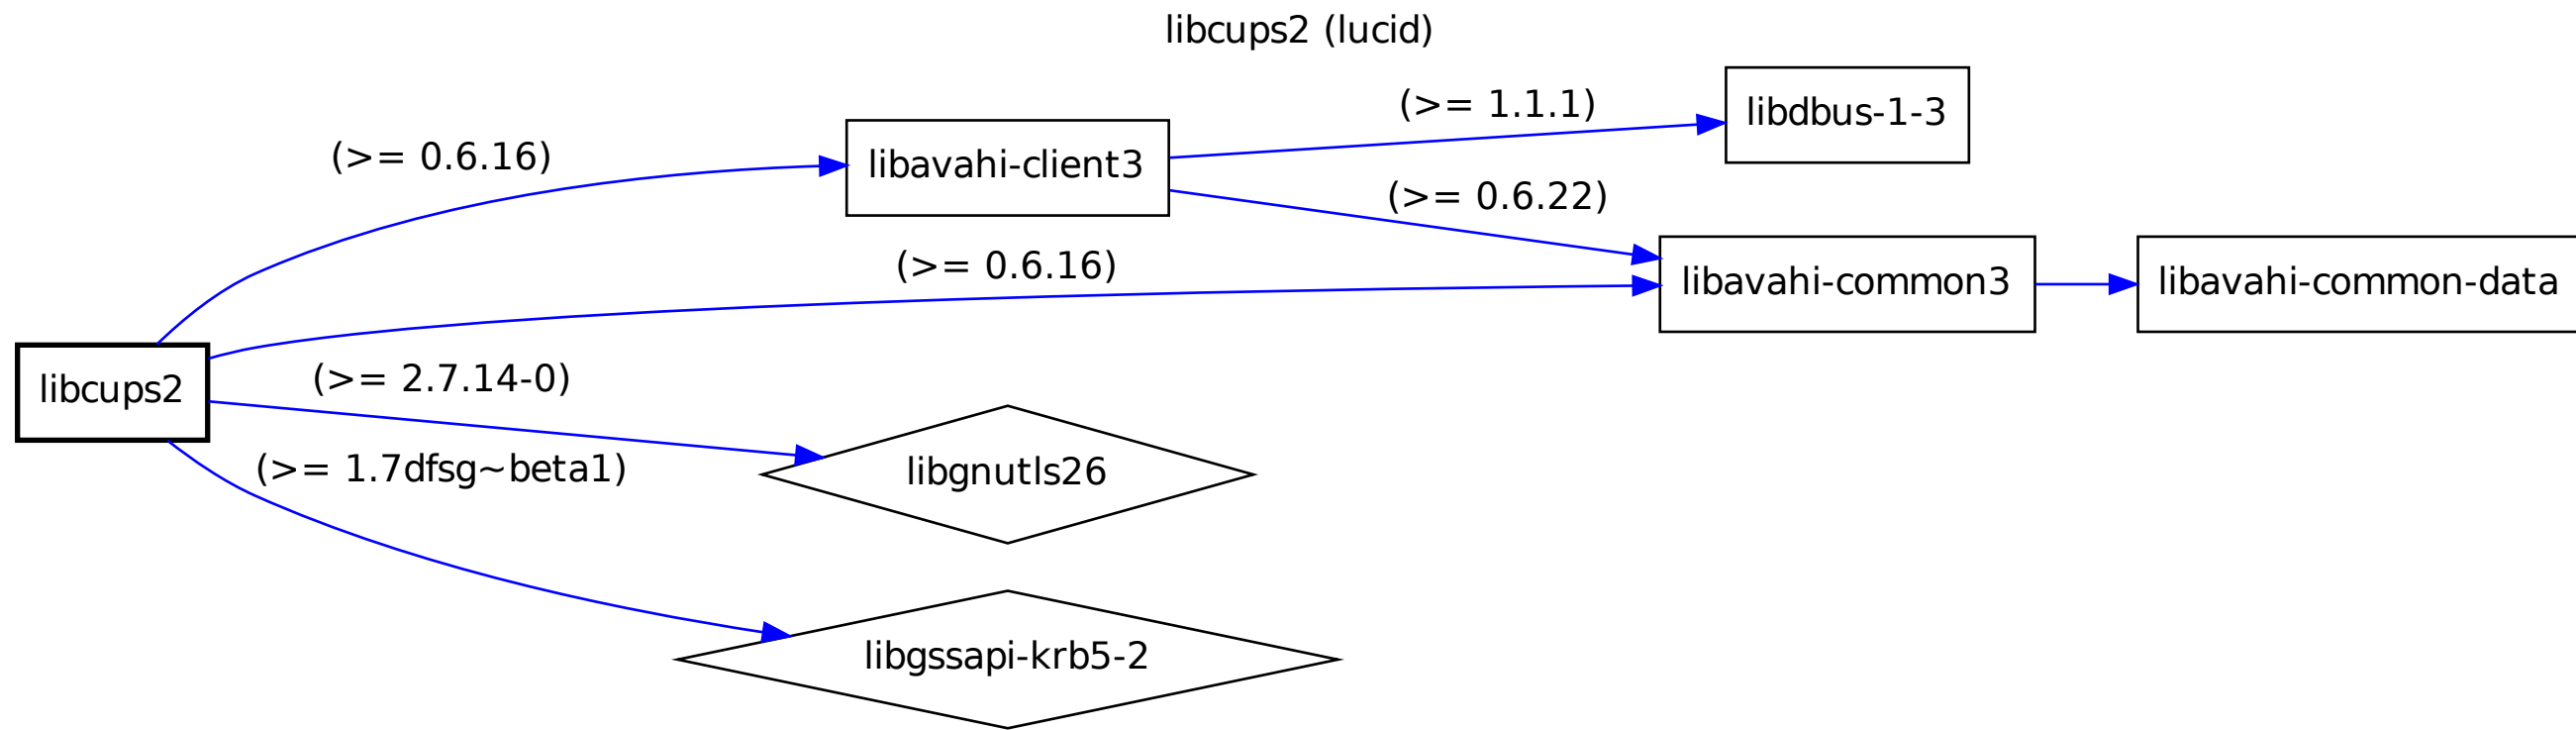 libcups2 (lucid)
(>= 1.1.1)
libdbus-1-3
(>= 0.6.16)
libavahi-client3
(>= 0.6.22)
(>= 0.6.16)
libavahi-common3
libavahi-common-data
libcups2
(>= 2.7.14-0)
(>= 1.7dfsg~beta1)
libgnutls26
libgssapi-krb5-2